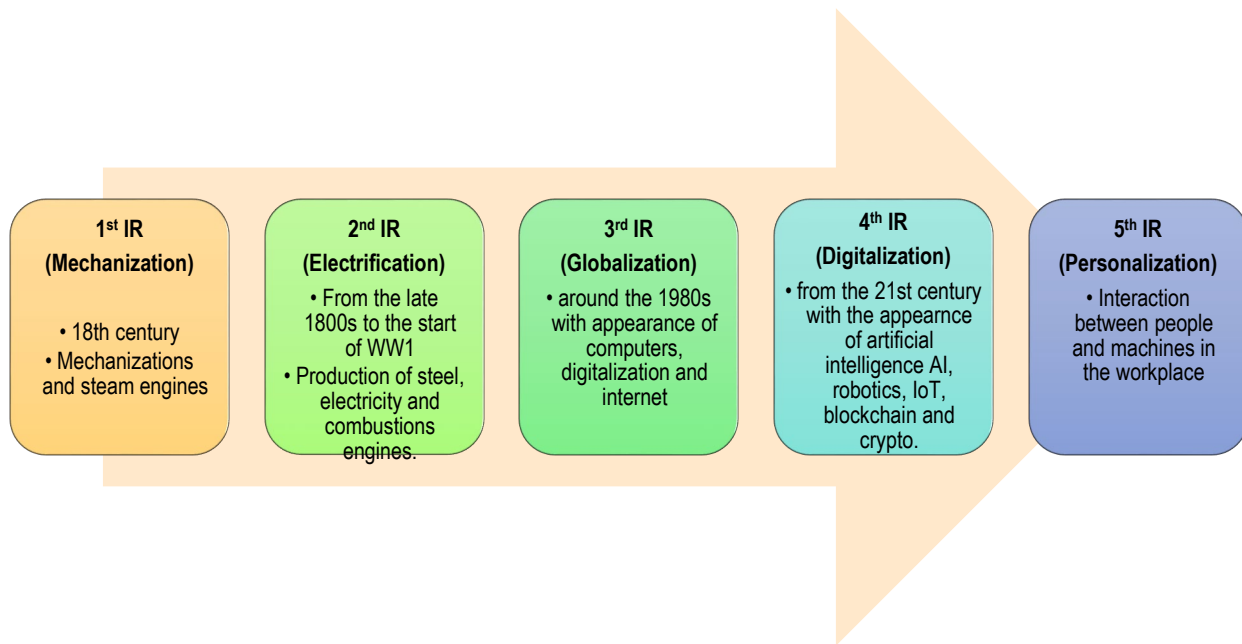 1st IR
(Mechanization)
• 18th century
• Mechanizations
and steam engines
2nd IR
(Electrification)
• From the late
1800s to the start
of WW1
• Production of steel,
electricity and
combustions
engines.
3rd IR
(Globalization)
• around the 1980s
with appearance of
computers,
digitalization and
internet
4th IR
(Digitalization)
• from the 21st century
with the appearnce
of artificial
intelligence AI,
robotics, IoT,
blockchain and
crypto.
5th IR
(Personalization)
• Interaction
between people
and machines in
the workplace